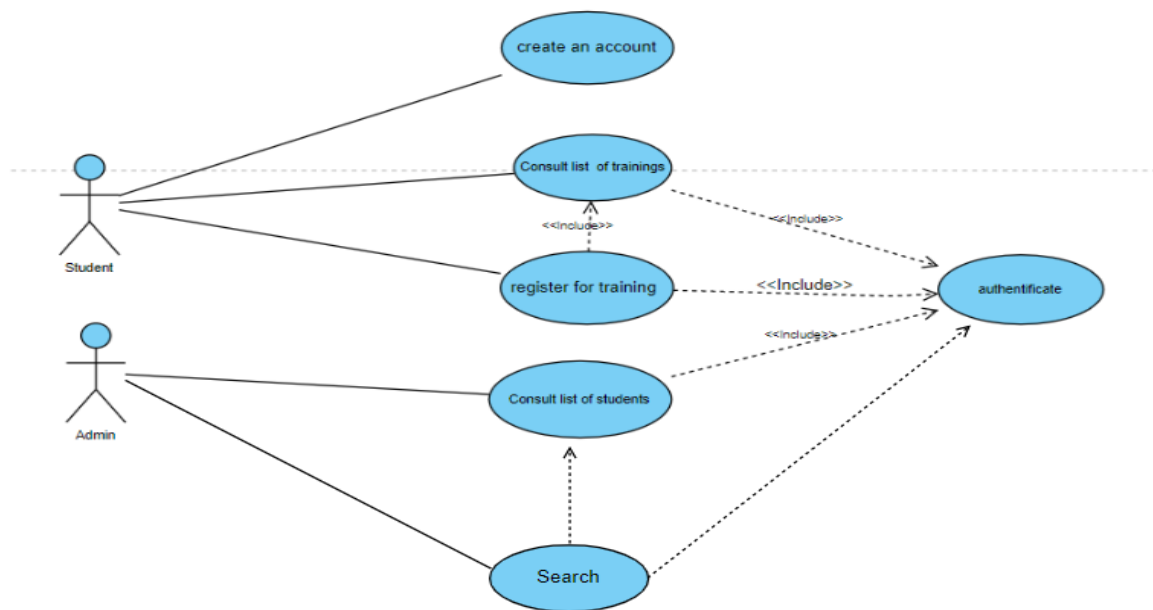 create an account
Consult list of trainings
<<Include>>
<<Include>>
Student
register for training
<<Include>>
authentificate
<<Include>>
Consult list of students
Admin
Search